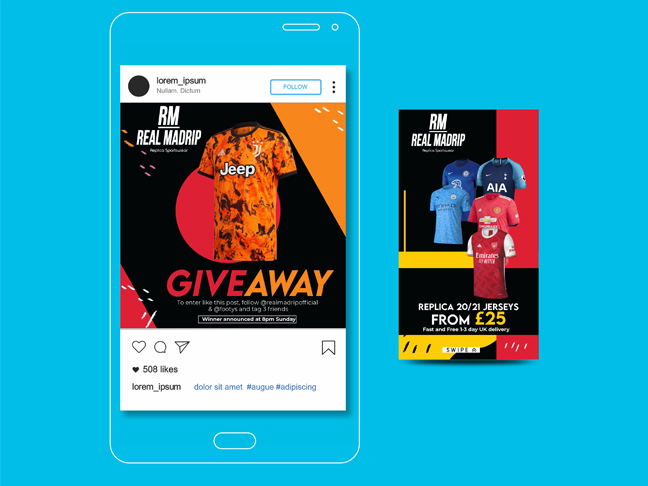 lorem_ipsum
Nullam, Dictum
FOLLOW
RM
REAL MADRIP
Replica Sportswear
Jeep
GIVEAWAY
To enter like this post, follow @realmadripofficial
& @footys and tag 3 friends
Winner announced at 8pm Sunday
508 likes
lorem_ipsum dolor sit amet #augue #adipiscing
RM
REAL MADRIP
Replica Sportswear
AIA
Emirates
FLY BETTER
REPLICA 20/21 JERSEYS
FROM £25
Fast and Free 1-3 day UK delivery
SWIPE